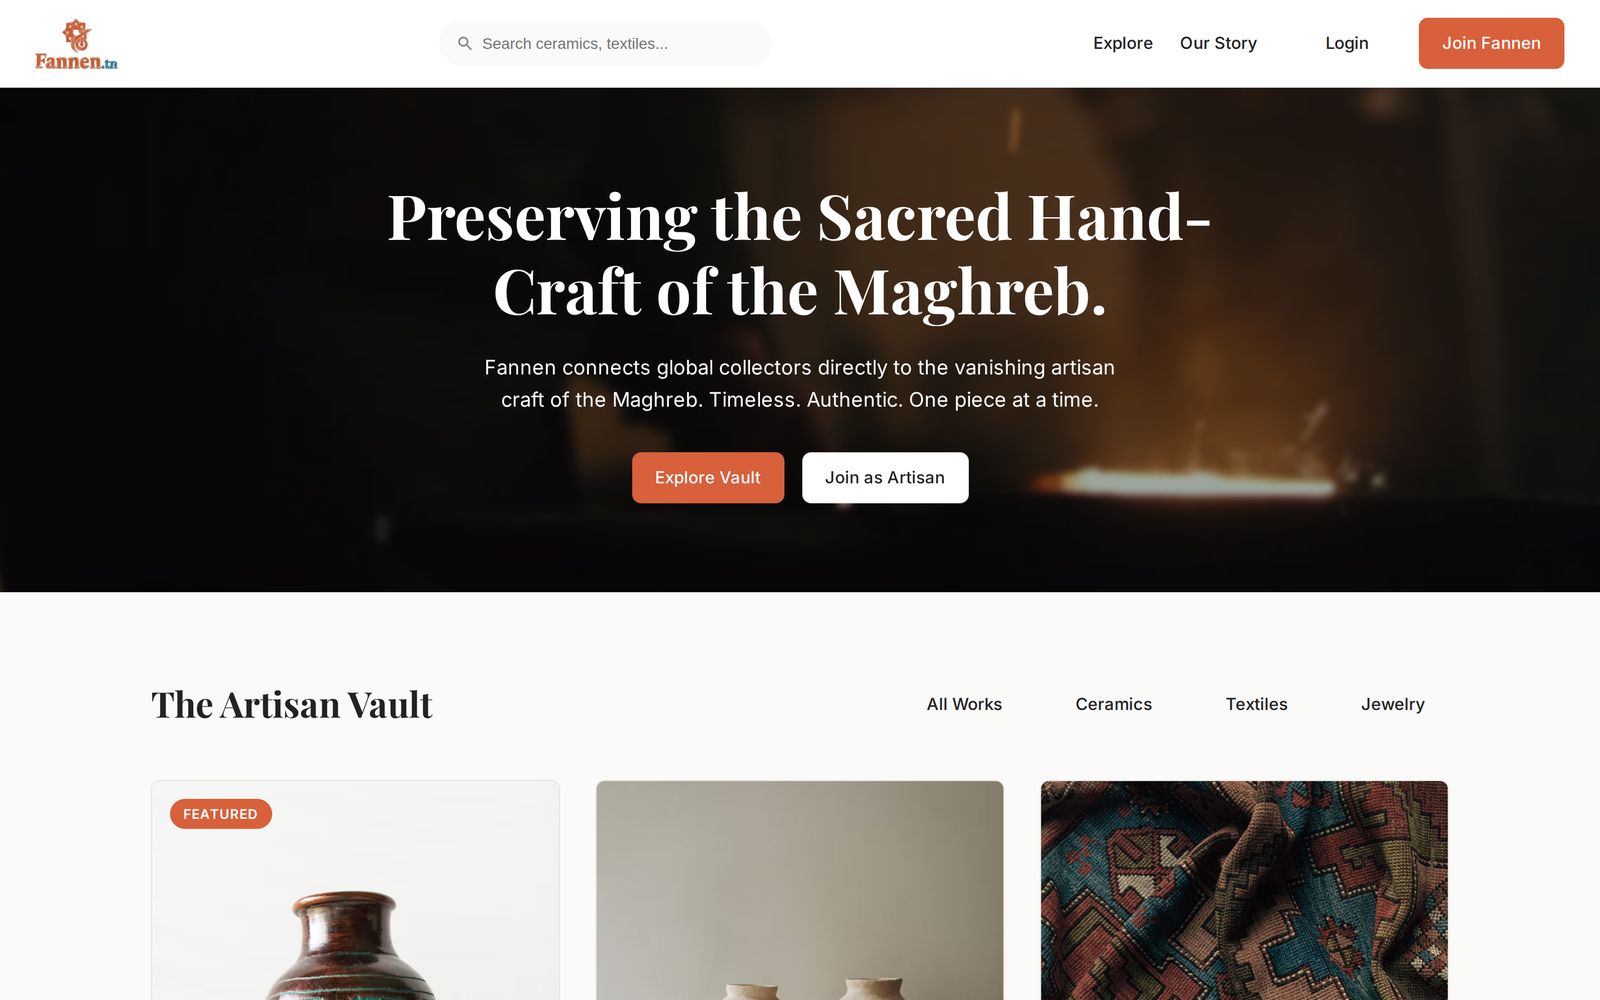 Fannen.tn
Search ceramics, textiles...
Explore
Our Story
Login
Join Fannen
Preserving the Sacred Hand-
Craft of the Maghreb.
Fannen connects global collectors directly to the vanishing artisan
craft of the Maghreb. Timeless. Authentic. One piece at a time.
Explore Vault
Join as Artisan
The Artisan Vault
All Works
Ceramics
Textiles
Jewelry
FEATURED